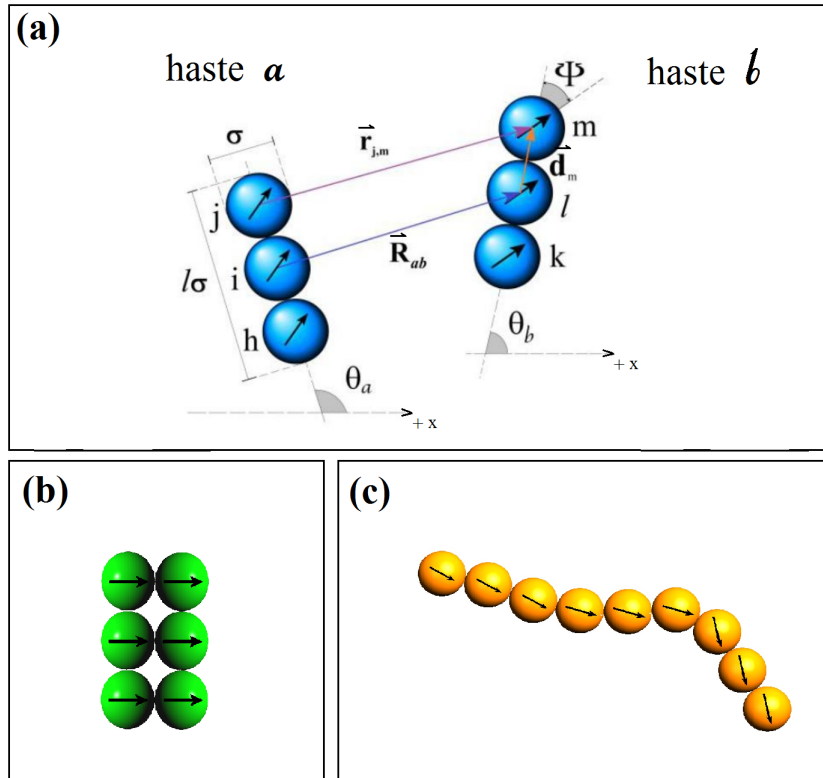 (a)
haste a
haste b
Ψ
σ
r⃗ j,m
m
d⃗ m
j
l
R⃗ ab
k
i
lσ
h
θb
θa
+ x
+ x
(b)
(c)